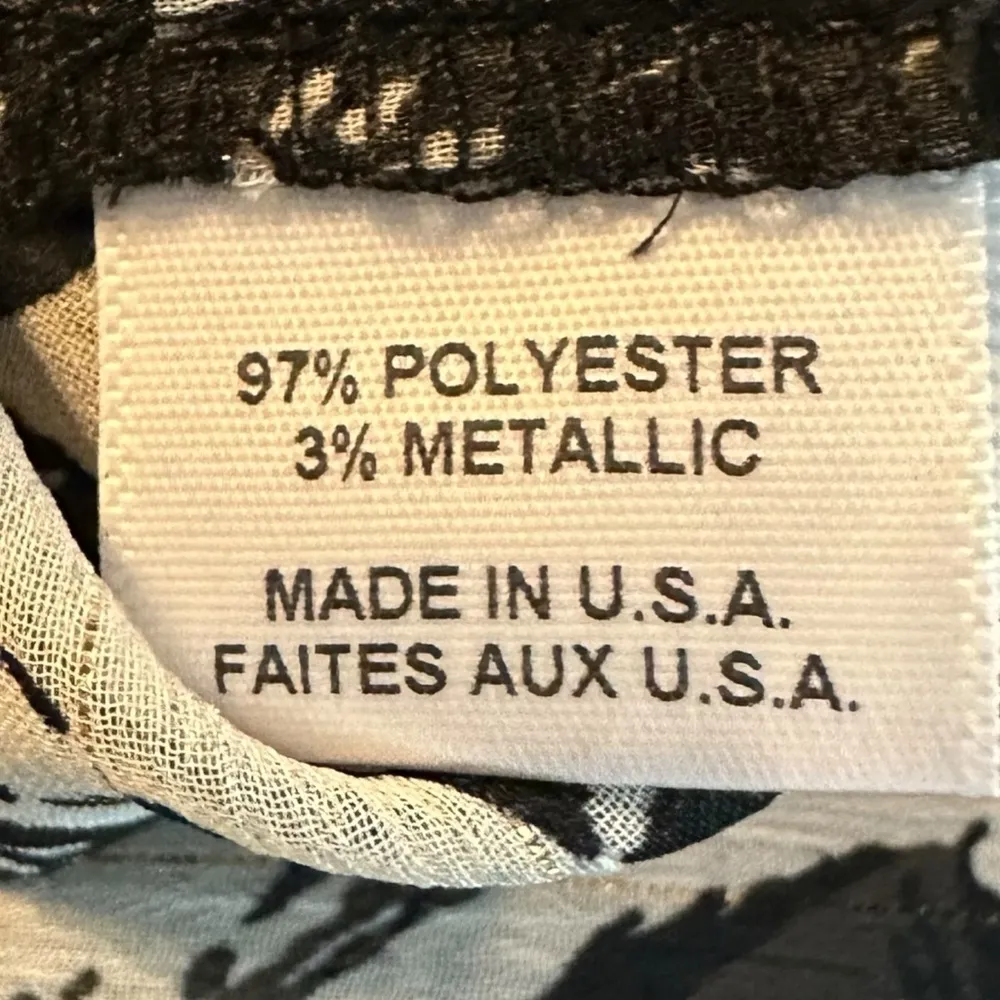 97% POLYESTER
3% METALLIC
MADE IN U.S.A.
FAITES AUX U.S.A.